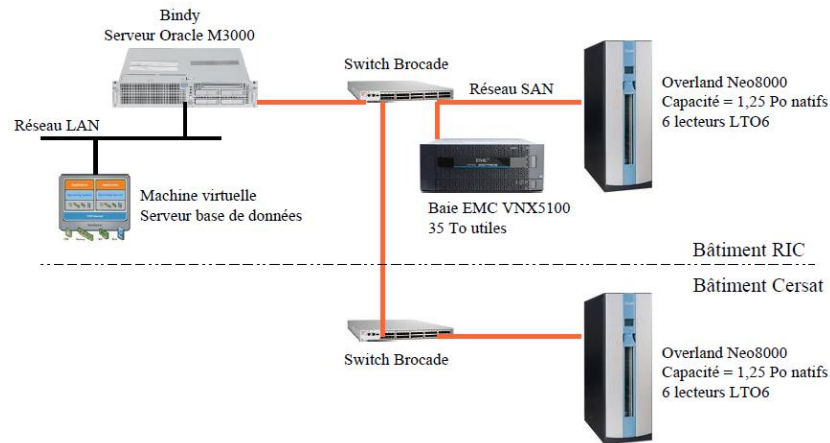 Bindy
Serveur Oracle M3000
Switch Brocade
Réseau SAN
Overland Neo8000
Capacité = 1,25 Po natifs
6 lecteurs LTO6
Réseau LAN
Machine virtuelle
Serveur base de données
Baie EMC VNX5100
35 To utiles
Bâtiment RIC
Bâtiment Cersat
Switch Brocade
Overland Neo8000
Capacité = 1,25 Po natifs
6 lecteurs LTO6